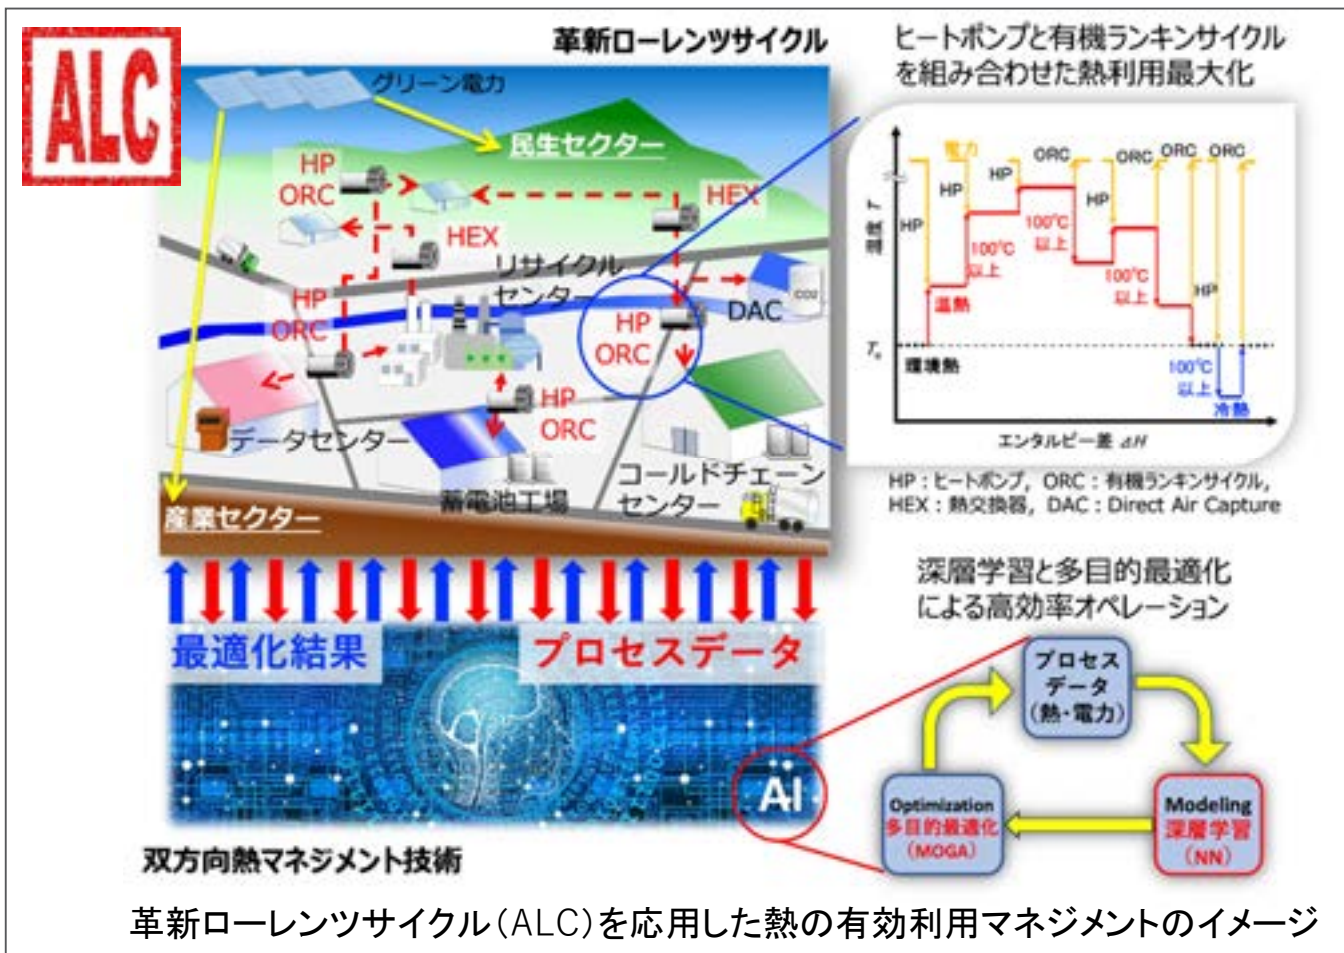 ALC
革新ローレンツサイクル
グリーン電力
民生セクター
HP
ORC
HEX
HEX
リサイクル
センター
HP
ORC
DAC
CO2
HP
ORC
HP
ORC
データセンター
蓄電池工場
コールドチェーン
センター
産業セクター
最適化結果
プロセスデータ
AI
双方向熱マネジメント技術
ヒートポンプと有機ランキンサイクル
を組み合わせた熱利用最大化
温度 T
電力
HP
HP
HP
ORC
HP
ORC
ORC
ORC
HP
100℃
以上
100℃
以上
100℃
以上
温熱
環境熱
100℃
以上
冷熱
エンタルピー差 ΔH
HP：ヒートポンプ, ORC：有機ランキンサイクル,
HEX：熱交換器, DAC：Direct Air Capture
深層学習と多目的最適化
による高効率オペレーション
プロセス
データ
(熱・電力)
Optimization
多目的最適化
(MOGA)
Modeling
深層学習
(NN)
革新ローレンツサイクル(ALC)を応用した熱の有効利用マネジメントのイメージ